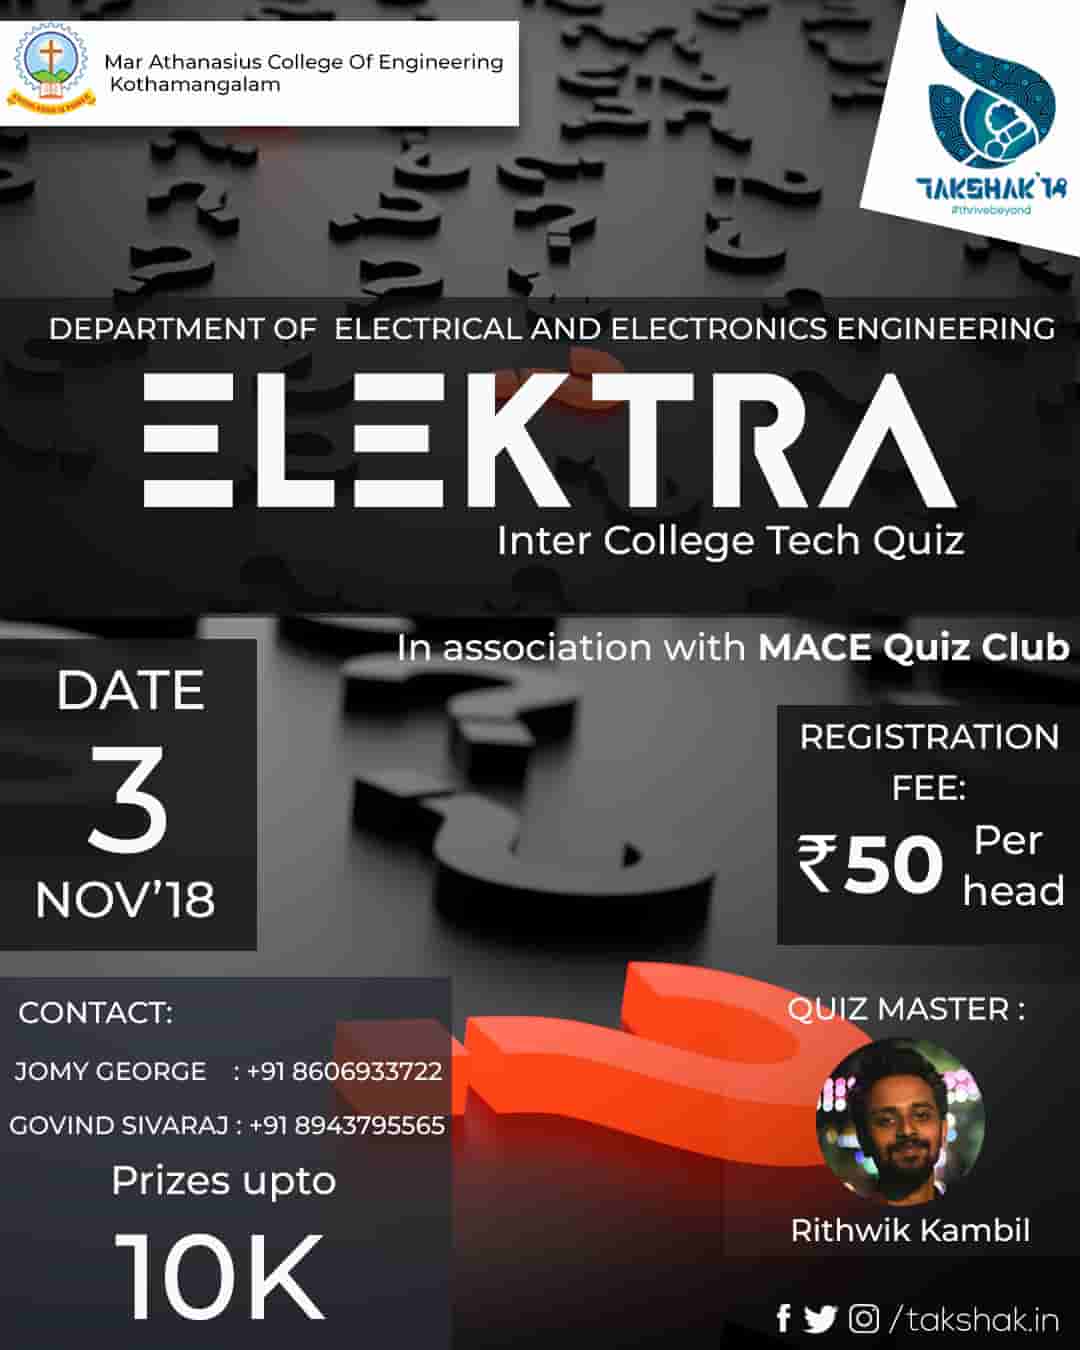 Mar Athanasius College Of Engineering
Kothamangalam
TAKSHAK'18
#thrivebeyond
DEPARTMENT OF ELECTRICAL AND ELECTRONICS ENGINEERING
ELEKTRA
Inter College Tech Quiz
In association with MACE Quiz Club
DATE
3
NOV'18
REGISTRATION
FEE:
₹50 Per
head
CONTACT:
JOMY GEORGE : +91 8606933722
GOVIND SIVARAJ : +91 8943795565
Prizes upto
10K
QUIZ MASTER :
Rithwik Kambil
/takshak.in